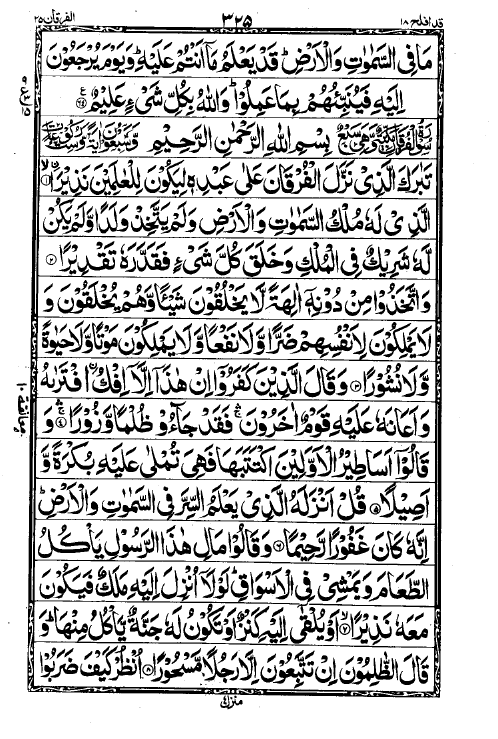 قد افلح ١٨
٣٢٥
الفرقان ٢٥
مَا فِى السَّمٰوٰتِ وَالْاَرْضِ ؕ قَدْ يَعْلَمُ مَاۤ اَنْتُمْ عَلَيْهِ ؕ وَيَوْمَ يُرْجَعُوْنَ
اِلَيْهِ فَيُنَبِّئُهُمْ بِمَا عَمِلُوْا ؕ وَاللّٰهُ بِكُلِّ شَىْءٍ عَلِيْمٌ ﴿٦٤﴾
سُوْرَةُ الْفُرْقَانِ مَكِّيَّةٌ وَّهِىَ سَبْعٌ بِسْمِ اللّٰهِ الرَّحْمٰنِ الرَّحِيْمِ وَّسَبْعُوْنَ اٰيَةً وَّسِتُّ رُكُوْعَاتٍ
تَبٰرَكَ الَّذِىْ نَزَّلَ الْفُرْقَانَ عَلٰى عَبْدِهٖ لِيَكُوْنَ لِلْعٰلَمِيْنَ نَذِيْرًا ﴿١﴾
الَّذِىْ لَهٗ مُلْكُ السَّمٰوٰتِ وَالْاَرْضِ وَلَمْ يَتَّخِذْ وَلَدًا وَّلَمْ يَكُنْ
لَّهٗ شَرِيْكٌ فِى الْمُلْكِ وَخَلَقَ كُلَّ شَىْءٍ فَقَدَّرَهٗ تَقْدِيْرًا ﴿٢﴾
وَاتَّخَذُوْا مِنْ دُوْنِهٖۤ اٰلِهَةً لَّا يَخْلُقُوْنَ شَيْئًا وَّهُمْ يُخْلَقُوْنَ وَ
لَا يَمْلِكُوْنَ لِاَنْفُسِهِمْ ضَرًّا وَّلَا نَفْعًا وَّلَا يَمْلِكُوْنَ مَوْتًا وَّلَا حَيٰوةً
وَّلَا نُشُوْرًا ﴿٣﴾ وَقَالَ الَّذِيْنَ كَفَرُوْۤا اِنْ هٰذَاۤ اِلَّاۤ اِفْكُ ۨافْتَرٰىهُ
وَاَعَانَهٗ عَلَيْهِ قَوْمٌ اٰخَرُوْنَ ۛۚ فَقَدْ جَآءُوْ ظُلْمًا وَّزُوْرًا ۛۚ﴿٤﴾ وَ
قَالُوْۤا اَسَاطِيْرُ الْاَوَّلِيْنَ اكْتَتَبَهَا فَهِىَ تُمْلٰى عَلَيْهِ بُكْرَةً وَّ
اَصِيْلًا ﴿٥﴾ قُلْ اَنْزَلَهُ الَّذِىْ يَعْلَمُ السِّرَّ فِى السَّمٰوٰتِ وَالْاَرْضِ ؕ
اِنَّهٗ كَانَ غَفُوْرًا رَّحِيْمًا ﴿٦﴾ وَقَالُوْا مَالِ هٰذَا الرَّسُوْلِ يَاْكُلُ
الطَّعَامَ وَيَمْشِىْ فِى الْاَسْوَاقِ ؕ لَوْلَاۤ اُنْزِلَ اِلَيْهِ مَلَكٌ فَيَكُوْنَ
مَعَهٗ نَذِيْرًا ﴿٧﴾ اَوْ يُلْقٰۤى اِلَيْهِ كَنْزٌ اَوْ تَكُوْنُ لَهٗ جَنَّةٌ يَّاْكُلُ مِنْهَا ؕ وَ
قَالَ الظّٰلِمُوْنَ اِنْ تَتَّبِعُوْنَ اِلَّا رَجُلًا مَّسْحُوْرًا ﴿٨﴾ اُنْظُرْ كَيْفَ ضَرَبُوْا
منزل ٤